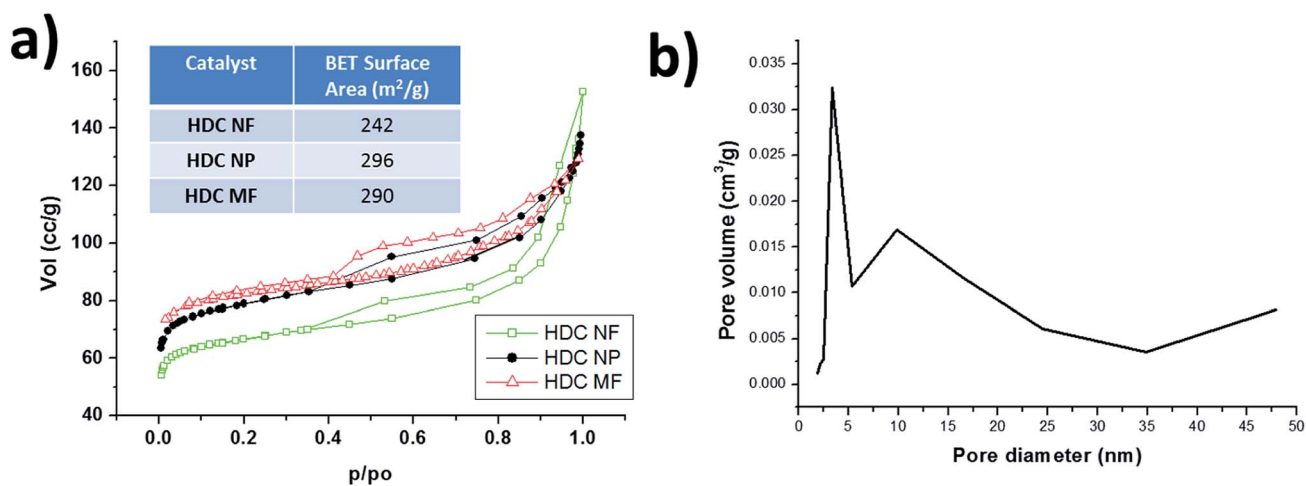 a)
Catalyst BET Surface
Area (m²/g)
HDC NF 242
HDC NP 296
HDC MF 290
160
140
120
100
80
60
40
Vol (cc/g)
0.0 0.2 0.4 0.6 0.8 1.0
p/po
HDC NF
HDC NP
HDC MF
b)
0.035
0.030
0.025
0.020
0.015
0.010
0.005
0.000
Pore volume (cm³/g)
0 5 10 15 20 25 30 35 40 45 50
Pore diameter (nm)